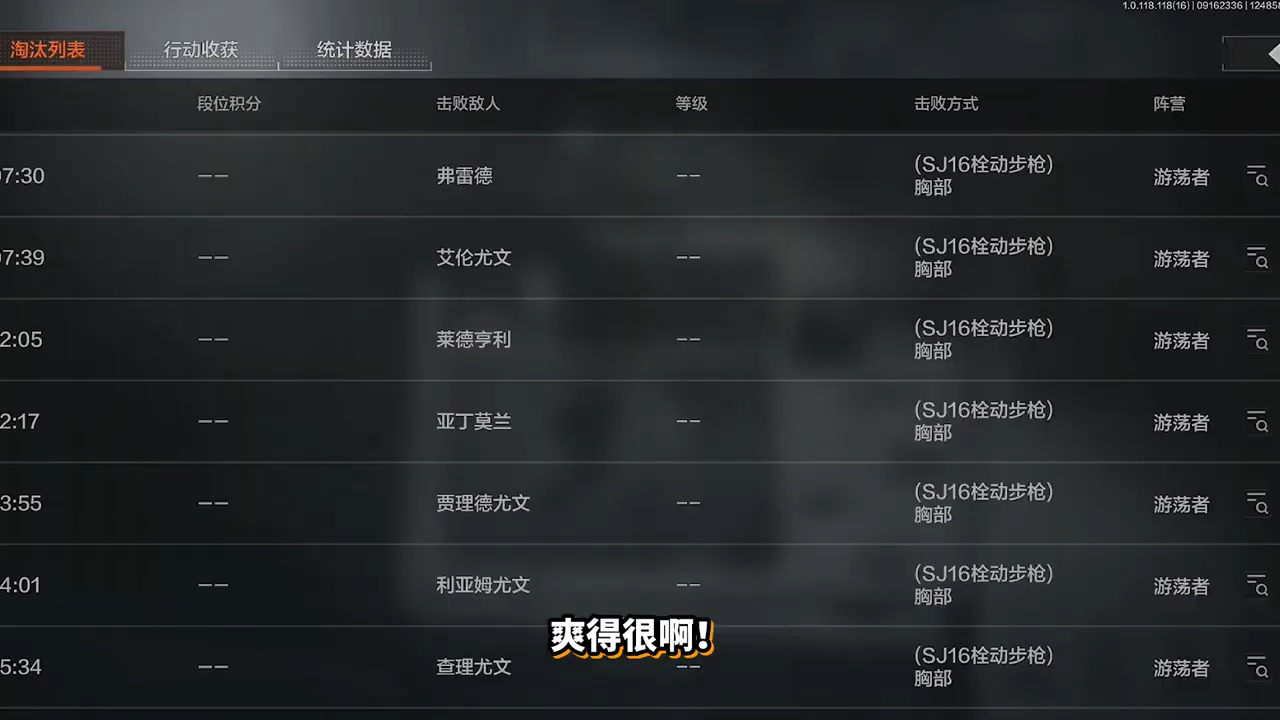 1.0.118.118(16) | 09162336 | 124858
淘汰列表 行动收获 统计数据
段位积分 击败敌人 等级 击败方式 阵营
07:30 —— 弗雷德 —— (SJ16栓动步枪) 胸部 游荡者
07:39 —— 艾伦尤文 —— (SJ16栓动步枪) 胸部 游荡者
2:05 —— 莱德亨利 —— (SJ16栓动步枪) 胸部 游荡者
2:17 —— 亚丁莫兰 —— (SJ16栓动步枪) 胸部 游荡者
3:55 —— 贾理德尤文 —— (SJ16栓动步枪) 胸部 游荡者
4:01 —— 利亚姆尤文 —— (SJ16栓动步枪) 胸部 游荡者
爽得很啊!
5:34 —— 查理尤文 —— (SJ16栓动步枪) 胸部 游荡者